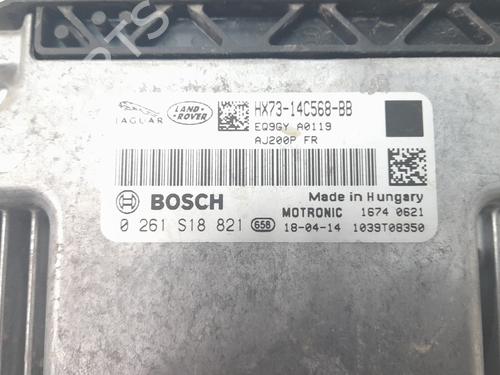 JAGUAR
LAND-ROVER
HX73-14C568-BB
EQ9GY A0119
AJ200P FR
BOSCH
Made in Hungary
0 261 S18 821 658
MOTRONIC 1674 0621
18-04-14 1039T08350